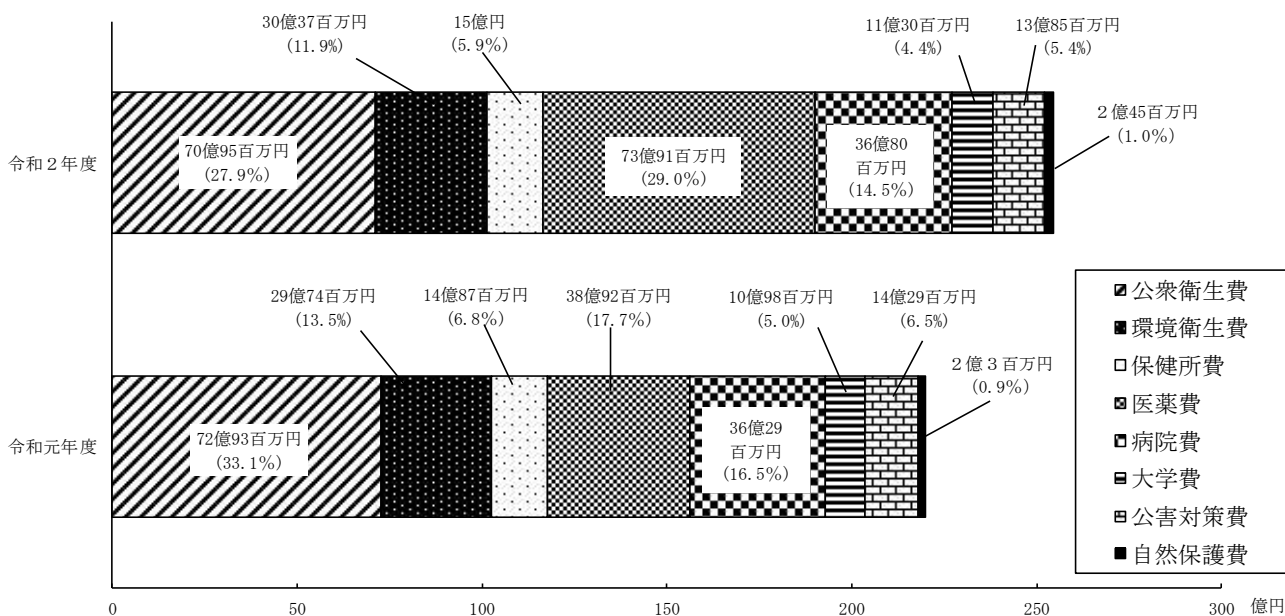 30億37百万円
(11.9%)
15億円
(5.9%)
11億30百万円
(4.4%)
13億85百万円
(5.4%)
2億45百万円
(1.0%)
令和2年度
70億95百万円
(27.9%)
73億91百万円
(29.0%)
36億80
百万円
(14.5%)
29億74百万円
(13.5%)
14億87百万円
(6.8%)
38億92百万円
(17.7%)
10億98百万円
(5.0%)
14億29百万円
(6.5%)
2億3百万円
(0.9%)
令和元年度
72億93百万円
(33.1%)
36億29
百万円
(16.5%)
公衆衛生費
環境衛生費
保健所費
医薬費
病院費
大学費
公害対策費
自然保護費
0 50 100 150 200 250 300 億円